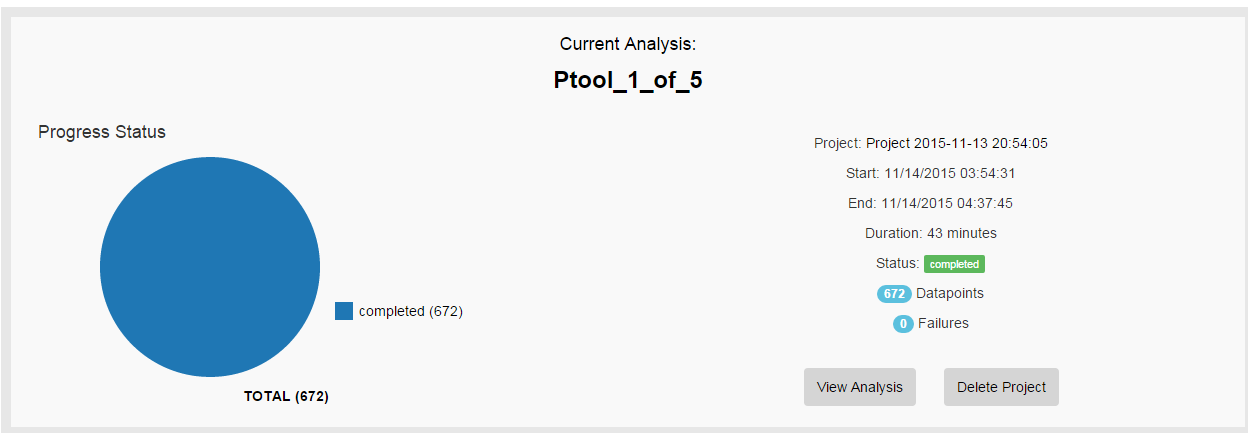 Current Analysis:
Ptool_1_of_5
Progress Status
completed (672)
TOTAL (672)
Project: Project 2015-11-13 20:54:05
Start: 11/14/2015 03:54:31
End: 11/14/2015 04:37:45
Duration: 43 minutes
Status: completed
672 Datapoints
0 Failures
View Analysis Delete Project